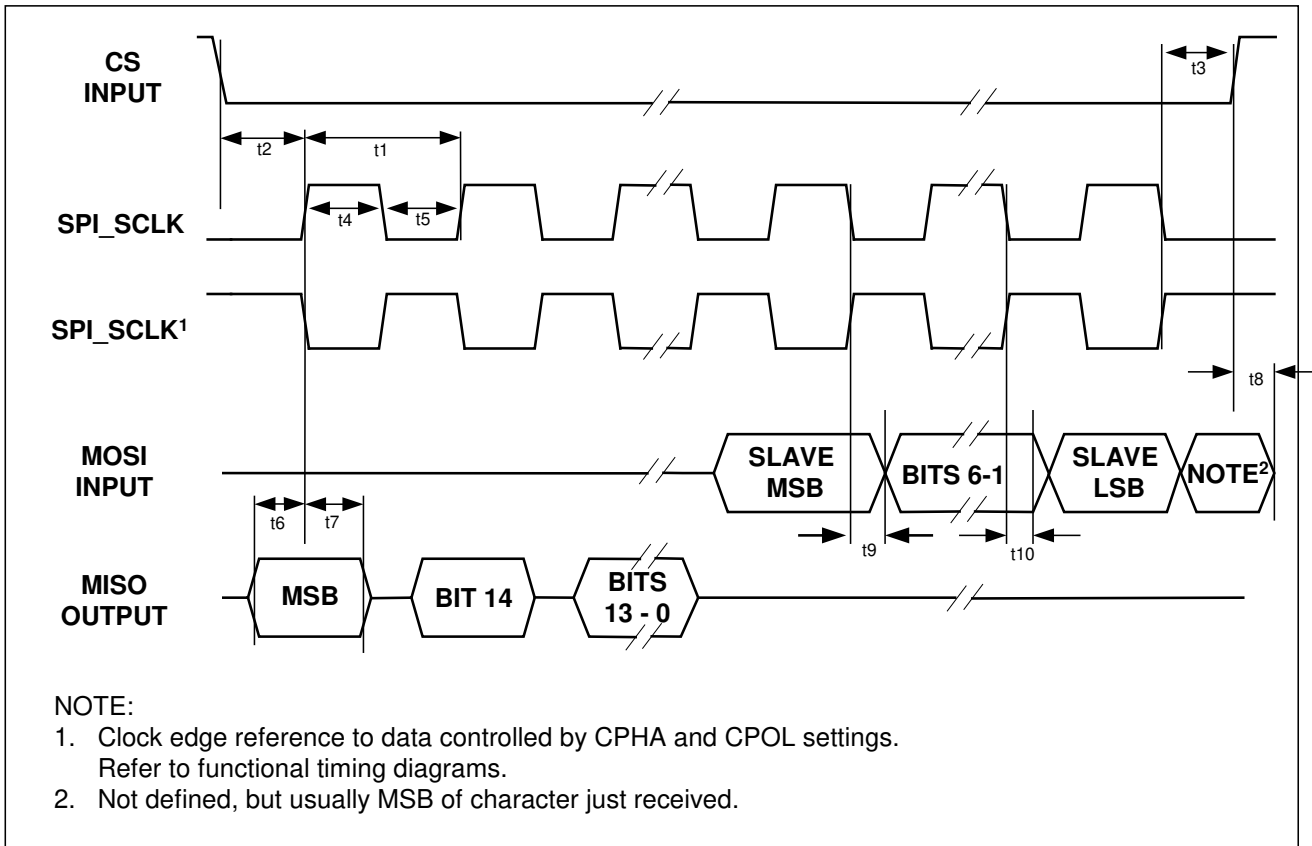 CS
INPUT
t3
t2
t1
SPI_SCLK
t4
t5
SPI_SCLK¹
t8
MOSI
INPUT
SLAVE
MSB
BITS 6-1
SLAVE
LSB
NOTE²
t6
t7
t9
t10
MISO
OUTPUT
MSB
BIT 14
BITS
13 - 0
NOTE:
1. Clock edge reference to data controlled by CPHA and CPOL settings.
Refer to functional timing diagrams.
2. Not defined, but usually MSB of character just received.